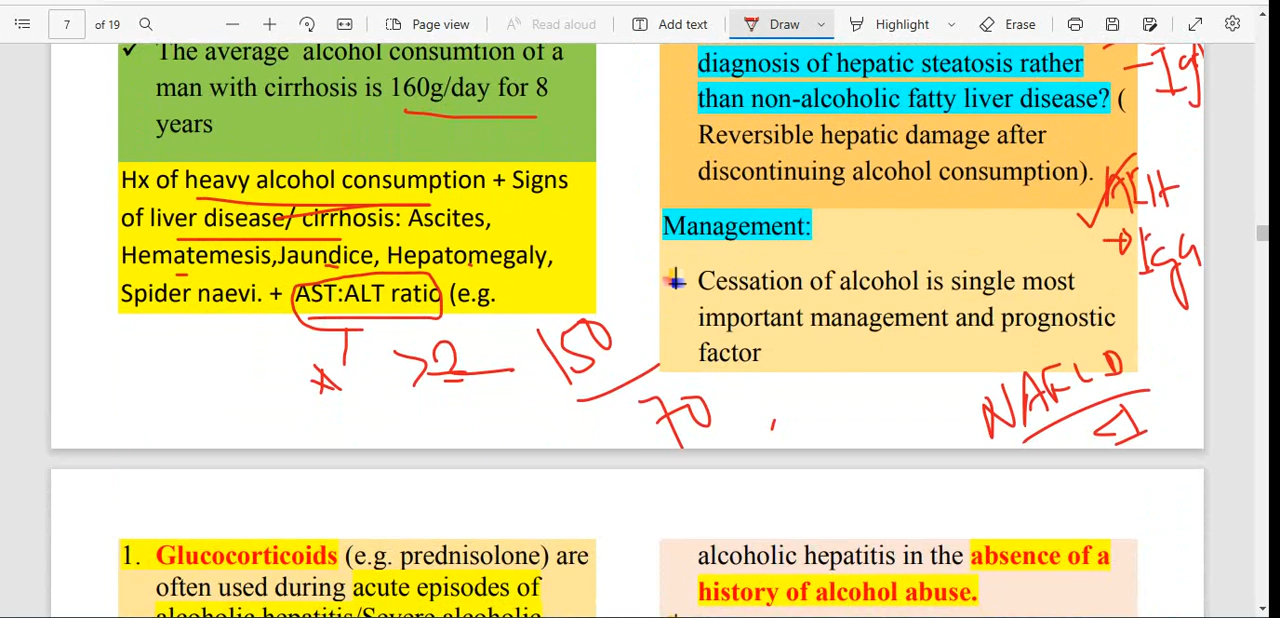 7 of 19 Page view Read aloud Add text Draw Highlight Erase
✓ The average alcohol consumtion of a
man with cirrhosis is 160g/day for 8
years
Hx of heavy alcohol consumption + Signs
of liver disease/ cirrhosis: Ascites,
Hematemesis,Jaundice, Hepatomegaly,
Spider naevi. + AST:ALT ratio (e.g.
>2
150
70
diagnosis of hepatic steatosis rather
than non-alcoholic fatty liver disease? (
Reversible hepatic damage after
discontinuing alcohol consumption).
Management:
Cessation of alcohol is single most
important management and prognostic
factor
NAFLD
<1
1. Glucocorticoids (e.g. prednisolone) are
often used during acute episodes of
alcoholic hepatitis/Severe alcoholic
alcoholic hepatitis in the absence of a
history of alcohol abuse.